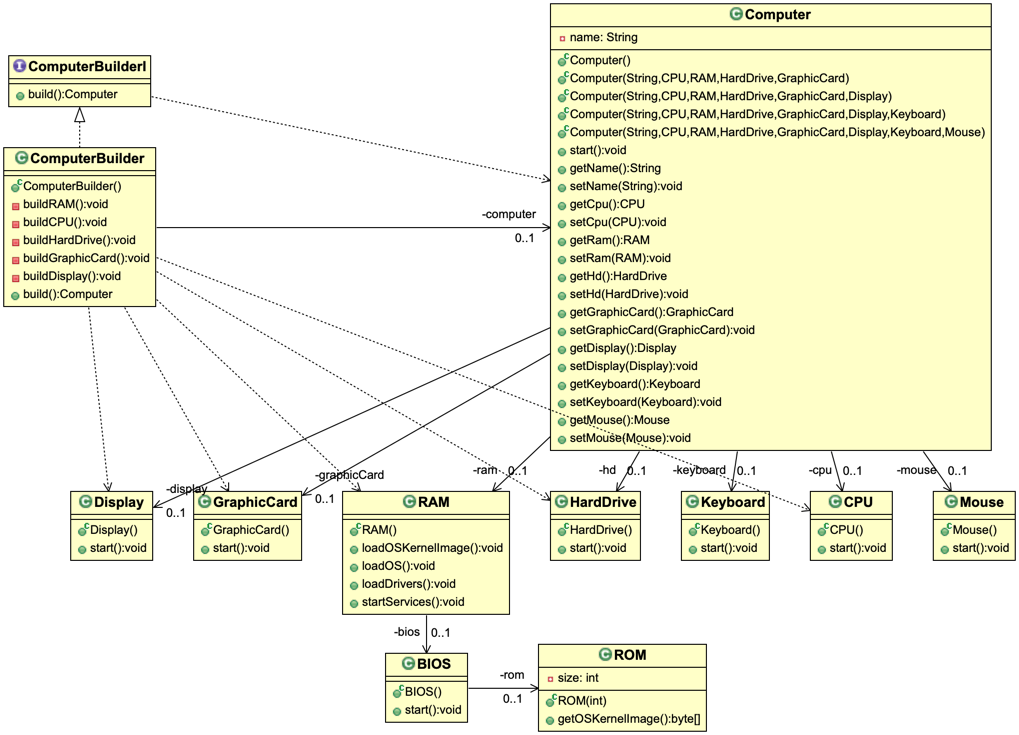 Computer
name: String
Computer()
Computer(String,CPU,RAM,HardDrive,GraphicCard)
Computer(String,CPU,RAM,HardDrive,GraphicCard,Display)
Computer(String,CPU,RAM,HardDrive,GraphicCard,Display,Keyboard)
Computer(String,CPU,RAM,HardDrive,GraphicCard,Display,Keyboard,Mouse)
start():void
getName():String
setName(String):void
getCpu():CPU
setCpu(CPU):void
getRam():RAM
setRam(RAM):void
getHd():HardDrive
setHd(HardDrive):void
getGraphicCard():GraphicCard
setGraphicCard(GraphicCard):void
getDisplay():Display
setDisplay(Display):void
getKeyboard():Keyboard
setKeyboard(Keyboard):void
getMouse():Mouse
setMouse(Mouse):void
ComputerBuilderI
build():Computer
ComputerBuilder
ComputerBuilder()
buildRAM():void
buildCPU():void
buildHardDrive():void
buildGraphicCard():void
buildDisplay():void
build():Computer
-computer
0..1
-display
0..1
-graphicCard
0..1
-ram 0..1
-hd 0..1
-keyboard 0..1
-cpu 0..1
-mouse 0..1
Display
Display()
start():void
GraphicCard
GraphicCard()
start():void
RAM
RAM()
loadOSKernelImage():void
loadOS():void
loadDrivers():void
startServices():void
HardDrive
HardDrive()
start():void
Keyboard
Keyboard()
start():void
CPU
CPU()
start():void
Mouse
Mouse()
start():void
-bios 0..1
BIOS
BIOS()
start():void
-rom
0..1
ROM
size: int
ROM(int)
getOSKernelImage():byte[]